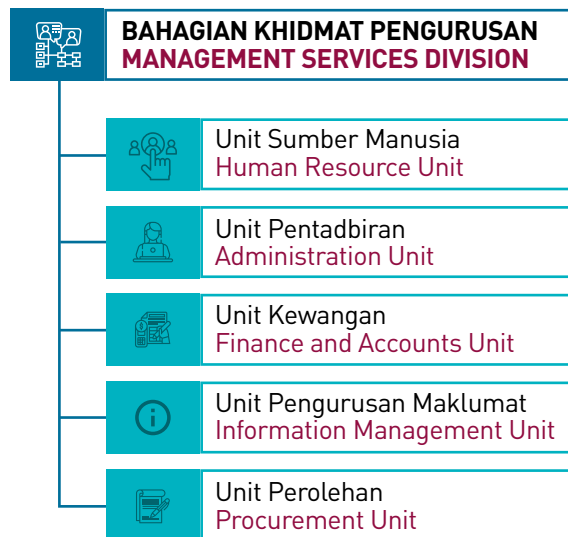 BAHAGIAN KHIDMAT PENGURUSAN
MANAGEMENT SERVICES DIVISION
Unit Sumber Manusia
Human Resource Unit
Unit Pentadbiran
Administration Unit
Unit Kewangan
Finance and Accounts Unit
Unit Pengurusan Maklumat
Information Management Unit
Unit Perolehan
Procurement Unit